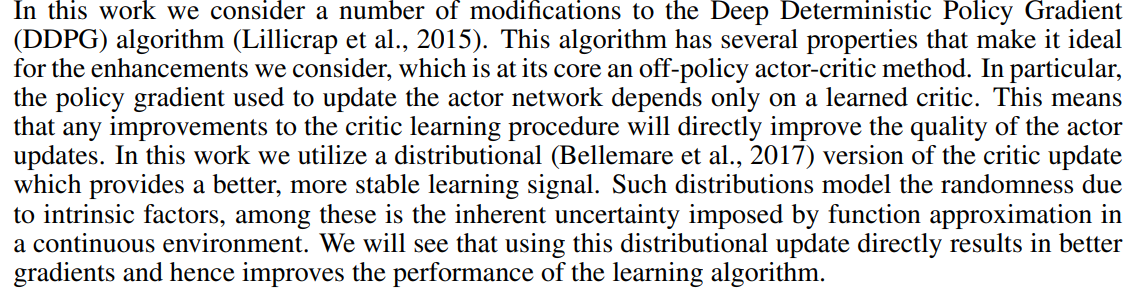 In this work we consider a number of modifications to the Deep Deterministic Policy Gradient
(DDPG) algorithm (Lillicrap et al., 2015). This algorithm has several properties that make it ideal
for the enhancements we consider, which is at its core an off-policy actor-critic method. In particular,
the policy gradient used to update the actor network depends only on a learned critic. This means
that any improvements to the critic learning procedure will directly improve the quality of the actor
updates. In this work we utilize a distributional (Bellemare et al., 2017) version of the critic update
which provides a better, more stable learning signal. Such distributions model the randomness due
to intrinsic factors, among these is the inherent uncertainty imposed by function approximation in
a continuous environment. We will see that using this distributional update directly results in better
gradients and hence improves the performance of the learning algorithm.